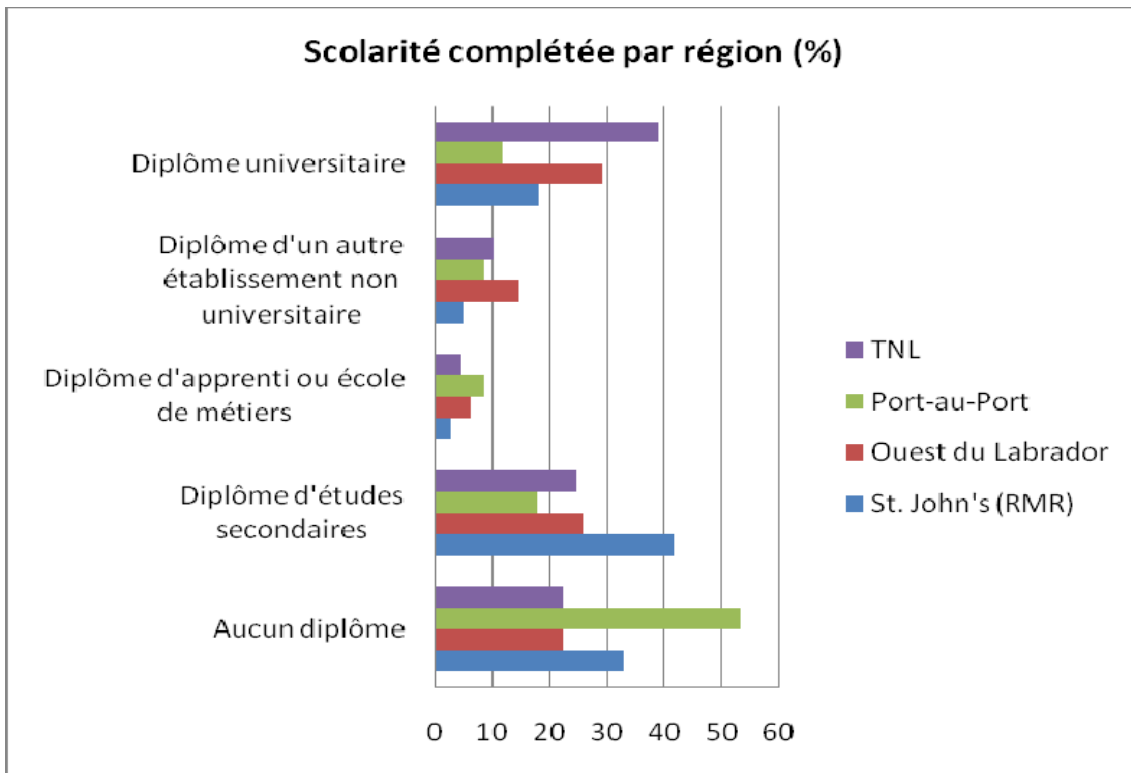 Scolarité complétée par région (%)
Diplôme universitaire
Diplôme d'un autre
établissement non
universitaire
Diplôme d'apprenti ou école
de métiers
Diplôme d'études
secondaires
Aucun diplôme
0 10 20 30 40 50 60
TNL
Port-au-Port
Ouest du Labrador
St. John's (RMR)